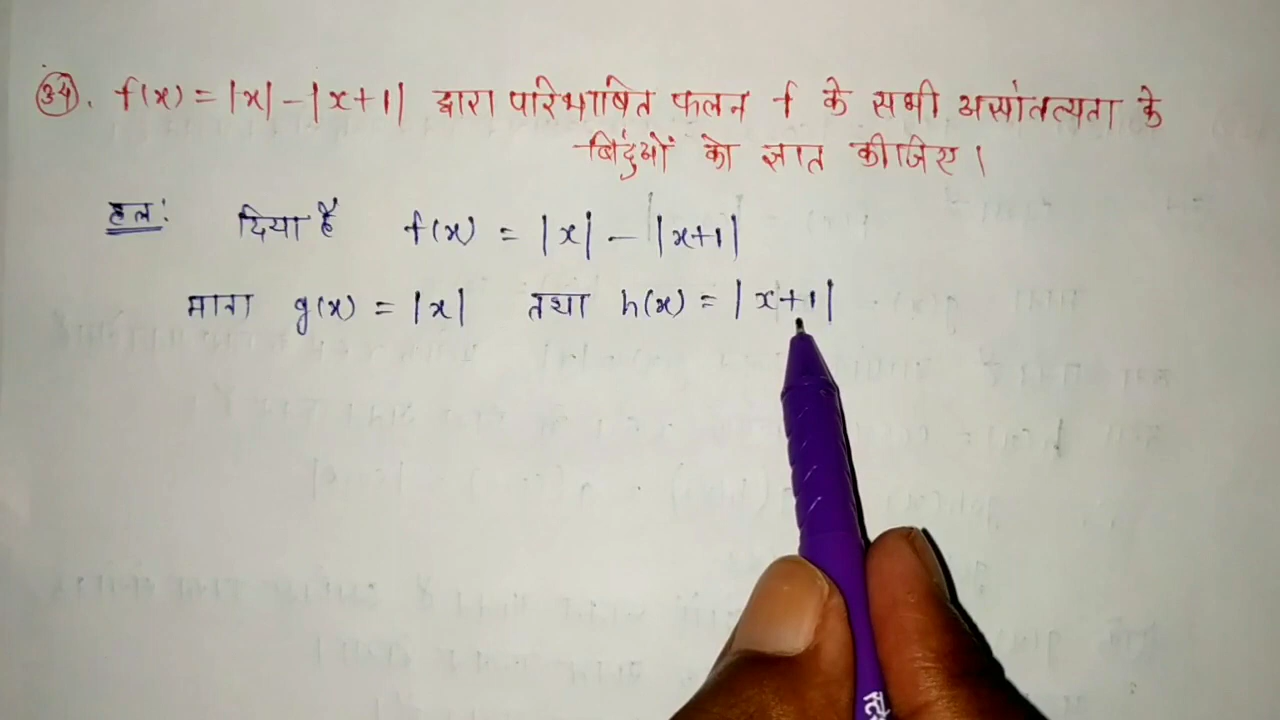 (34). f(x) = |x| - |x+1| द्वारा परिभाषित फलन f के सभी असांतत्यता के
बिंदुओं को ज्ञात कीजिए।
हल: दिया है f(x) = |x| - |x+1|
माना g(x) = |x| तथा h(x) = |x+1|